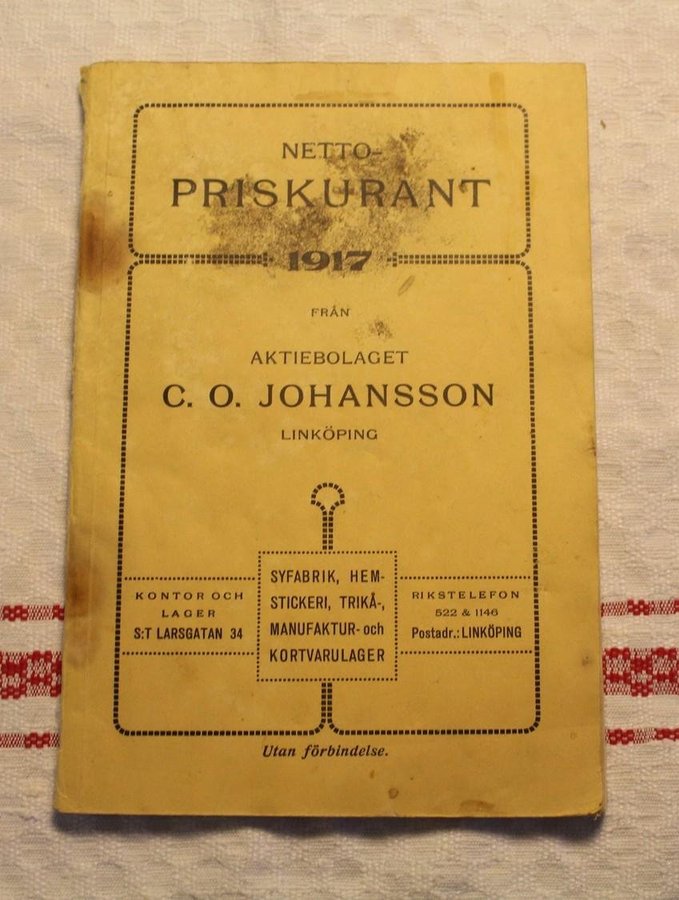 NETTO-
PRISKURANT
1917
FRÅN
AKTIEBOLAGET
C. O. JOHANSSON
LINKÖPING
KONTOR OCH
LAGER
S:T LARSGATAN 34
SYFABRIK, HEM-
STICKERI, TRIKÅ-,
MANUFAKTUR- och
KORTVARULAGER
RIKSTELEFON
522 & 1146
Postadr.: LINKÖPING
Utan förbindelse.